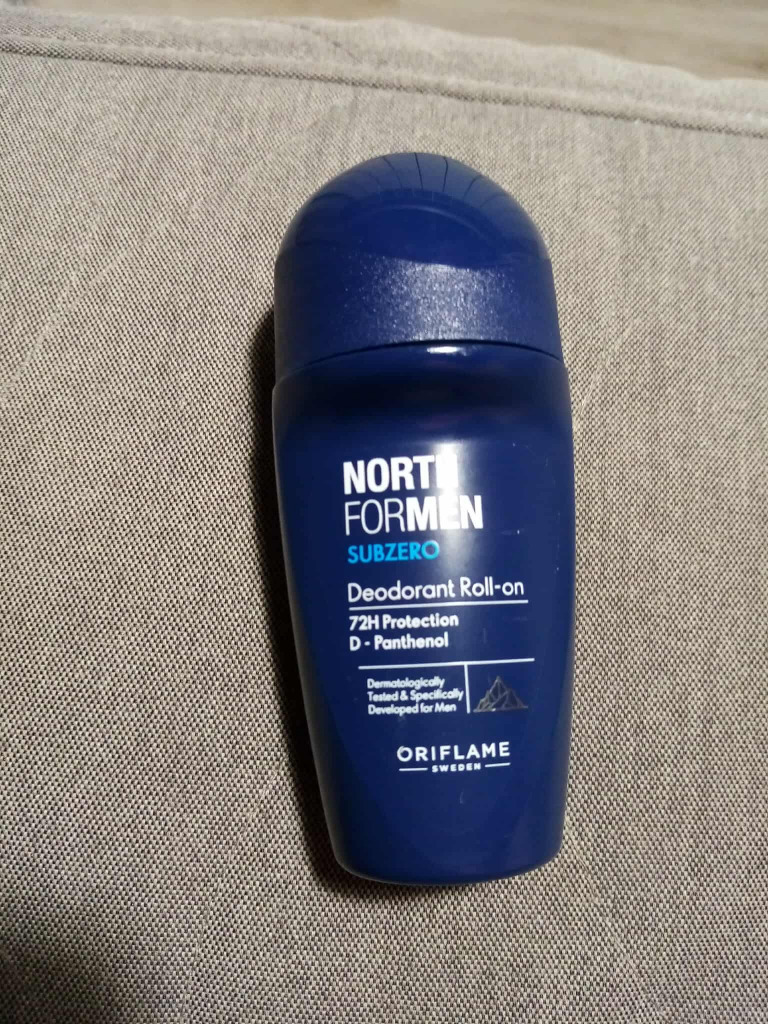 NORTH
FORMEN
SUBZERO
Deodorant Roll-on
72H Protection
D - Panthenol
Dermatologically
Tested & Specifically
Developed for Men
ORIFLAME
SWEDEN